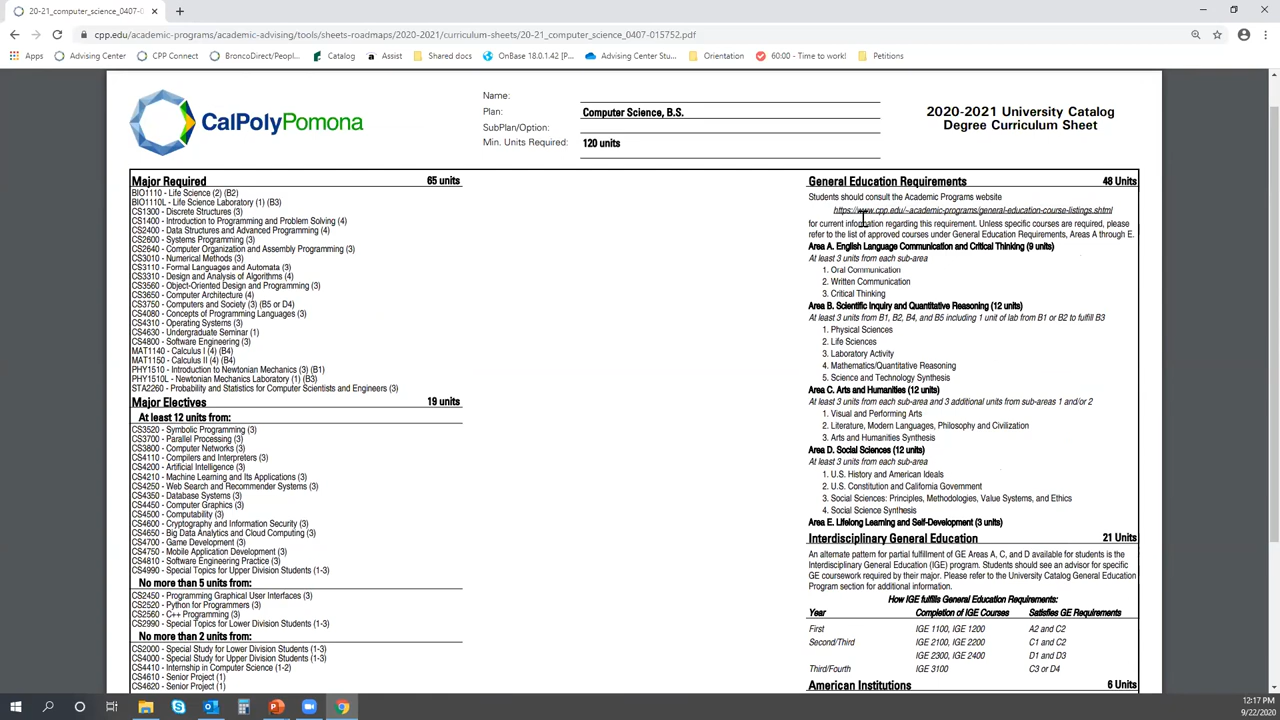 20-21_computer_science_0407-01
cpp.edu/academic-programs/academic-advising/tools/sheets-roadmaps/2020-2021/curriculum-sheets/20-21_computer_science_0407-015752.pdf
Apps Advising Center CPP Connect BroncoDirect/Peopl... Catalog Assist Shared docs OnBase 18.0.1.42 [P... Advising Center Stu... Orientation 60:00 - Time to work! Petitions
CalPolyPomona
Name:
Plan: Computer Science, B.S.
SubPlan/Option:
Min. Units Required: 120 units
2020-2021 University Catalog
Degree Curriculum Sheet
Major Required 65 units
BIO1110 - Life Science (2) (B2)
BIO1110L - Life Science Laboratory (1) (B3)
CS1300 - Discrete Structures (3)
CS1400 - Introduction to Programming and Problem Solving (4)
CS2400 - Data Structures and Advanced Programming (4)
CS2600 - Systems Programming (3)
CS2640 - Computer Organization and Assembly Programming (3)
CS3010 - Numerical Methods (3)
CS3110 - Formal Languages and Automata (3)
CS3310 - Design and Analysis of Algorithms (4)
CS3560 - Object-Oriented Design and Programming (3)
CS3650 - Computer Architecture (4)
CS3750 - Computers and Society (3) (B5 or D4)
CS4080 - Concepts of Programming Languages (3)
CS4310 - Operating Systems (3)
CS4630 - Undergraduate Seminar (1)
CS4800 - Software Engineering (3)
MAT1140 - Calculus I (4) (B4)
MAT1150 - Calculus II (4) (B4)
PHY1510 - Introduction to Newtonian Mechanics (3) (B1)
PHY1510L - Newtonian Mechanics Laboratory (1) (B3)
STA2260 - Probability and Statistics for Computer Scientists and Engineers (3)
Major Electives 19 units
At least 12 units from:
CS3520 - Symbolic Programming (3)
CS3700 - Parallel Processing (3)
CS3800 - Computer Networks (3)
CS4110 - Compilers and Interpreters (3)
CS4200 - Artificial Intelligence (3)
CS4210 - Machine Learning and Its Applications (3)
CS4250 - Web Search and Recommender Systems (3)
CS4350 - Database Systems (3)
CS4450 - Computer Graphics (3)
CS4500 - Computability (3)
CS4600 - Cryptography and Information Security (3)
CS4650 - Big Data Analytics and Cloud Computing (3)
CS4700 - Game Development (3)
CS4750 - Mobile Application Development (3)
CS4810 - Software Engineering Practice (3)
CS4990 - Special Topics for Upper Division Students (1-3)
No more than 5 units from:
CS2450 - Programming Graphical User Interfaces (3)
CS2520 - Python for Programmers (3)
CS2560 - C++ Programming (3)
CS2990 - Special Topics for Lower Division Students (1-3)
No more than 2 units from:
CS2000 - Special Study for Lower Division Students (1-3)
CS4000 - Special Study for Upper Division Students (1-3)
CS4410 - Internship in Computer Science (1-2)
CS4610 - Senior Project (1)
CS4620 - Senior Project (1)
General Education Requirements 48 Units
Students should consult the Academic Programs website
https://www.cpp.edu/~academic-programs/general-education-course-listings.shtml
for current information regarding this requirement. Unless specific courses are required, please
refer to the list of approved courses under General Education Requirements, Areas A through E.
Area A. English Language Communication and Critical Thinking (9 units)
At least 3 units from each sub-area
1. Oral Communication
2. Written Communication
3. Critical Thinking
Area B. Scientific Inquiry and Quantitative Reasoning (12 units)
At least 3 units from B1, B2, B4, and B5 including 1 unit of lab from B1 or B2 to fulfill B3
1. Physical Sciences
2. Life Sciences
3. Laboratory Activity
4. Mathematics/Quantitative Reasoning
5. Science and Technology Synthesis
Area C. Arts and Humanities (12 units)
At least 3 units from each sub-area and 3 additional units from sub-areas 1 and/or 2
1. Visual and Performing Arts
2. Literature, Modern Languages, Philosophy and Civilization
3. Arts and Humanities Synthesis
Area D. Social Sciences (12 units)
At least 3 units from each sub-area
1. U.S. History and American Ideals
2. U.S. Constitution and California Government
3. Social Sciences: Principles, Methodologies, Value Systems, and Ethics
4. Social Science Synthesis
Area E. Lifelong Learning and Self-Development (3 units)
Interdisciplinary General Education 21 Units
An alternate pattern for partial fulfillment of GE Areas A, C, and D available for students is the
Interdisciplinary General Education (IGE) program. Students should see an advisor for specific
GE coursework required by their major. Please refer to the University Catalog General Education
Program section for additional information.
How IGE fulfills General Education Requirements:
Year Completion of IGE Courses Satisfies GE Requirements
First IGE 1100, IGE 1200 A2 and C2
Second/Third IGE 2100, IGE 2200 C1 and C2
IGE 2300, IGE 2400 D1 and D3
Third/Fourth IGE 3100 C3 or D4
American Institutions 6 Units
12:17 PM
9/22/2020